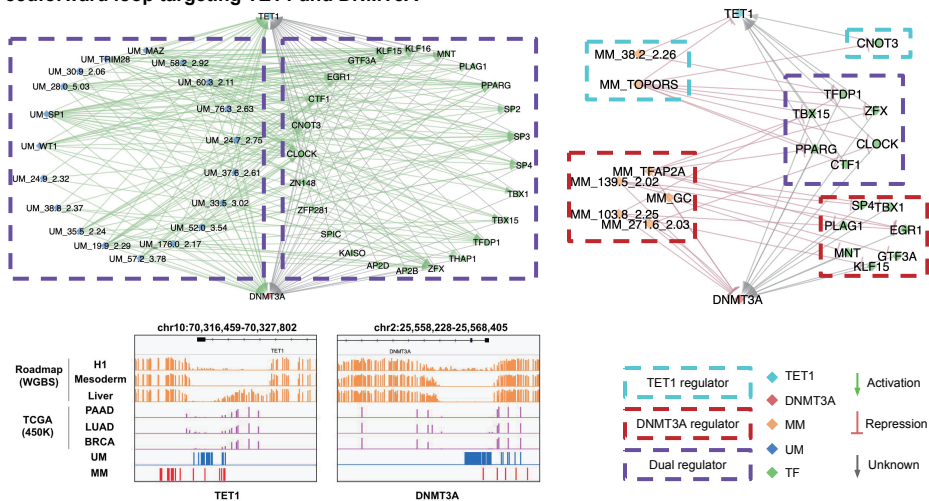 TET1
UM_MAZ
UM_TRIM28
UM_58.2_2.92
UM_30.9_2.06
UM_28.0_5.03
UM_60.3_2.11
UM_SP1
UM_76.3_2.63
UM_WT1
UM_24.7_2.75
UM_24.9_2.32
UM_37.6_2.61
UM_38.8_2.37
UM_33.5_3.02
UM_35.5_2.24
UM_52.0_3.54
UM_19.9_2.29
UM_176.0_2.17
UM_57.2_3.78
KLF15
KLF16
GTF3A
MNT
EGR1
PLAG1
PPARG
CTF1
SP2
CNOT3
SP3
CLOCK
SP4
ZN148
TBX1
ZFP281
TBX15
SPIC
TFDP1
KAISO
THAP1
AP2D
AP2B
ZFX
DNMT3A
TET1
MM_38.2_2.26
CNOT3
MM_TOPORS
TFDP1
TBX15
ZFX
PPARG
CLOCK
CTF1
MM_TFAP2A
MM_139.5_2.02
MM_GC
MM_103.8_2.25
MM_271.6_2.03
SP4
TBX1
PLAG1
EGR1
MNT
GTF3A
KLF15
DNMT3A
chr10:70,316,459-70,327,802
chr2:25,558,228-25,568,405
TET1
DNMT3A
Roadmap
(WGBS)
H1
Mesoderm
Liver
TCGA
(450K)
PAAD
LUAD
BRCA
UM
MM
TET1
DNMT3A
TET1 regulator
DNMT3A regulator
Dual regulator
TET1
DNMT3A
MM
UM
TF
Activation
Repression
Unknown